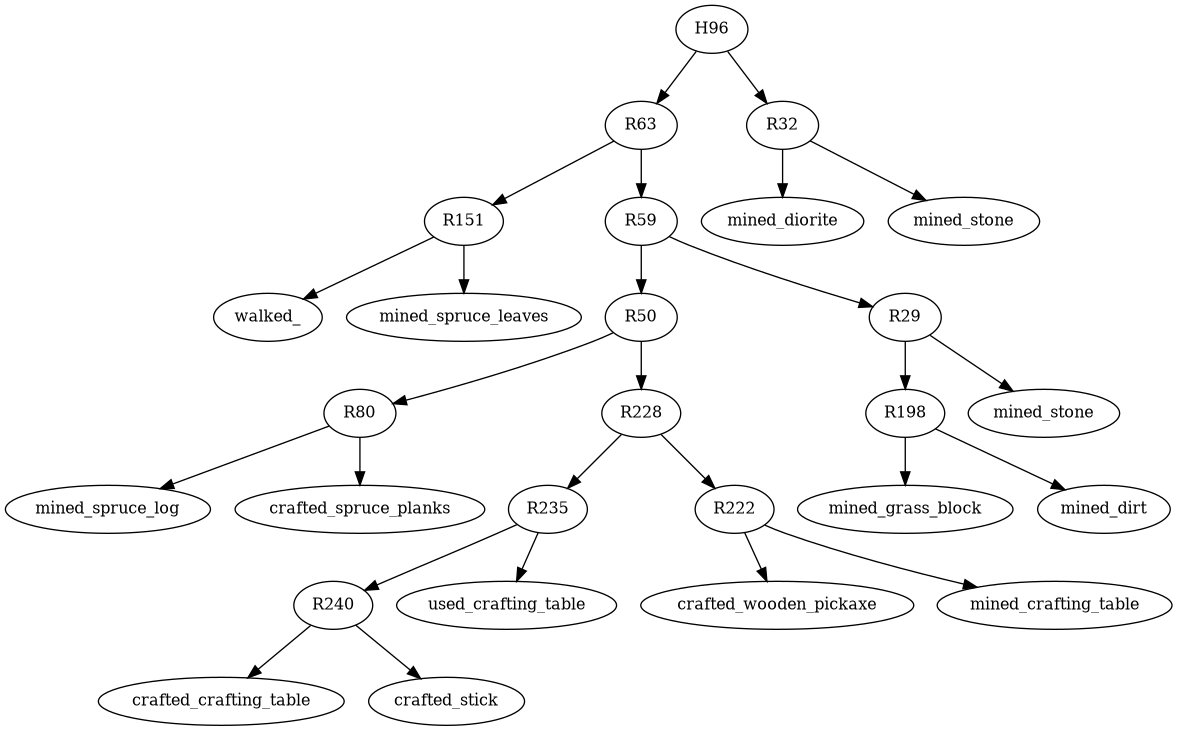 H96
R63
R32
R151
R59
mined_diorite
mined_stone
walked_
mined_spruce_leaves
R50
R29
R80
R228
R198
mined_stone
mined_spruce_log
crafted_spruce_planks
R235
R222
mined_grass_block
mined_dirt
R240
used_crafting_table
crafted_wooden_pickaxe
mined_crafting_table
crafted_crafting_table
crafted_stick